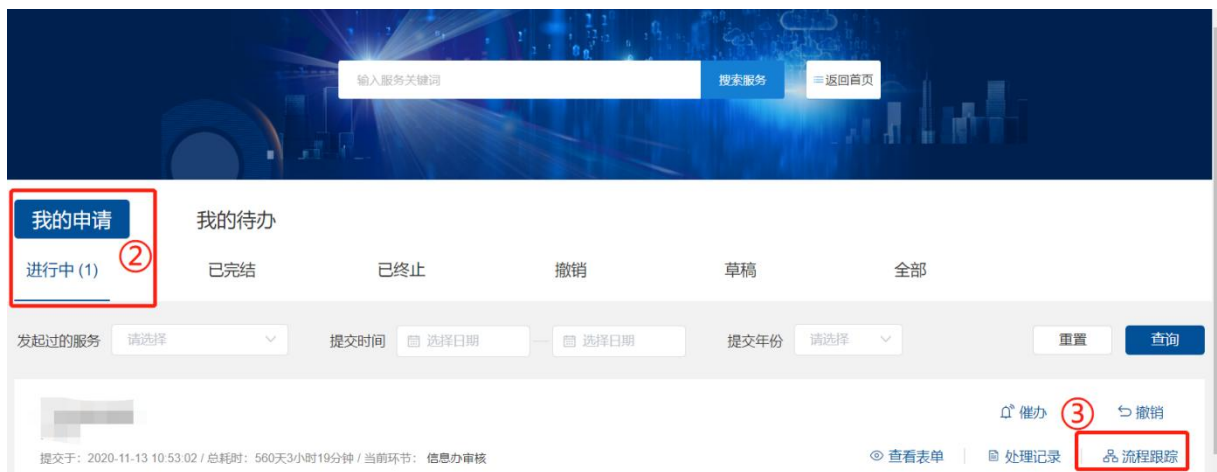 输入服务关键词 搜索服务 返回首页
我的申请 我的待办
进行中 (1) ② 已完结 已终止 撤销 草稿 全部
发起过的服务 请选择 提交时间 选择日期 — 选择日期 提交年份 请选择 重置 查询
催办 ③ 撤销
提交于：2020-11-13 10:53:02 / 总耗时：560天3小时19分钟 / 当前环节：信息办审核 查看表单 处理记录 流程跟踪